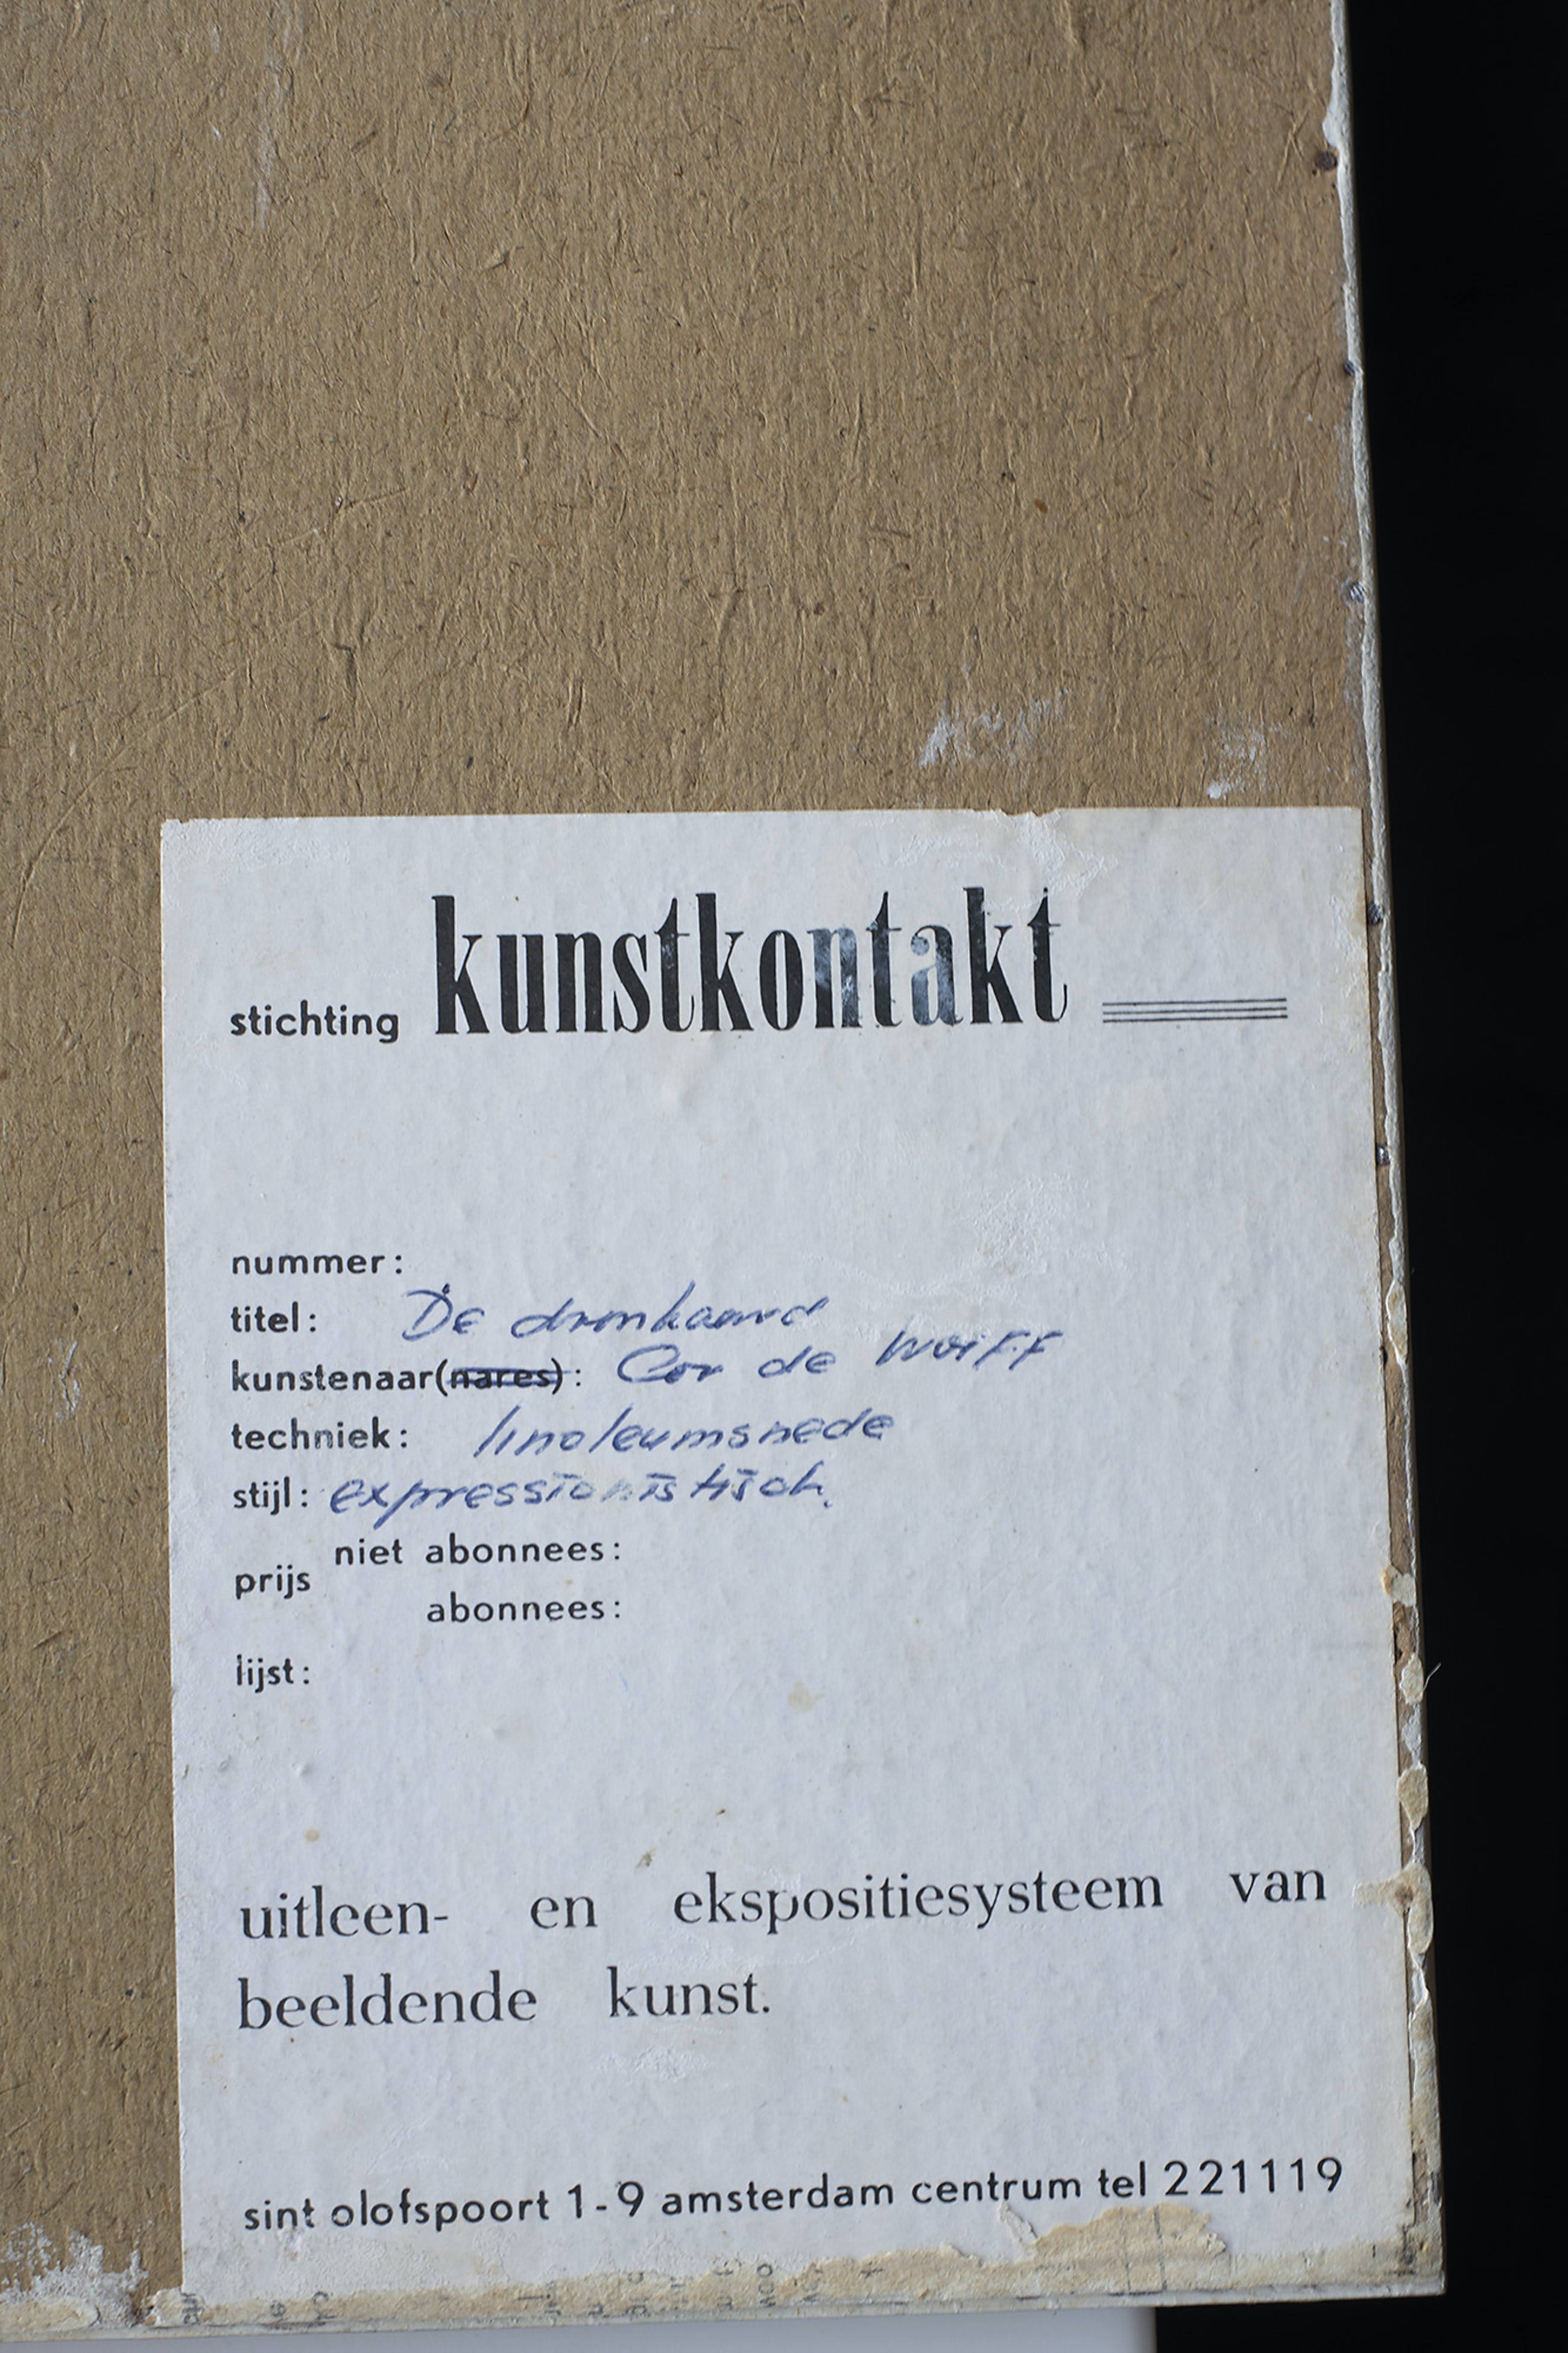 stichting kunstkontakt
nummer:
titel: De dronkaard
kunstenaar(nares): Cor de Wolff
techniek: linoleumsnede
stijl: expressionistisch.
niet abonnees:
prijs
abonnees:
lijst:
uitleen- en ekspositiesysteem van
beeldende kunst.
sint olofspoort 1-9 amsterdam centrum tel 221119